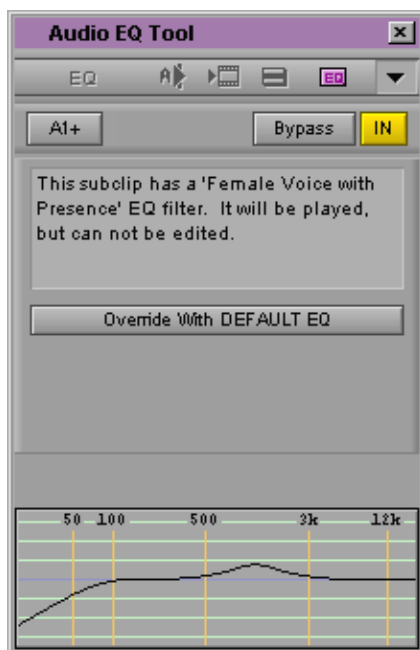 Audio EQ Tool
EQ
A
EQ
A1+
Bypass
IN
This subclip has a 'Female Voice with
Presence' EQ filter. It will be played,
but can not be edited.
Override With DEFAULT EQ
50 100 500 3k 12k